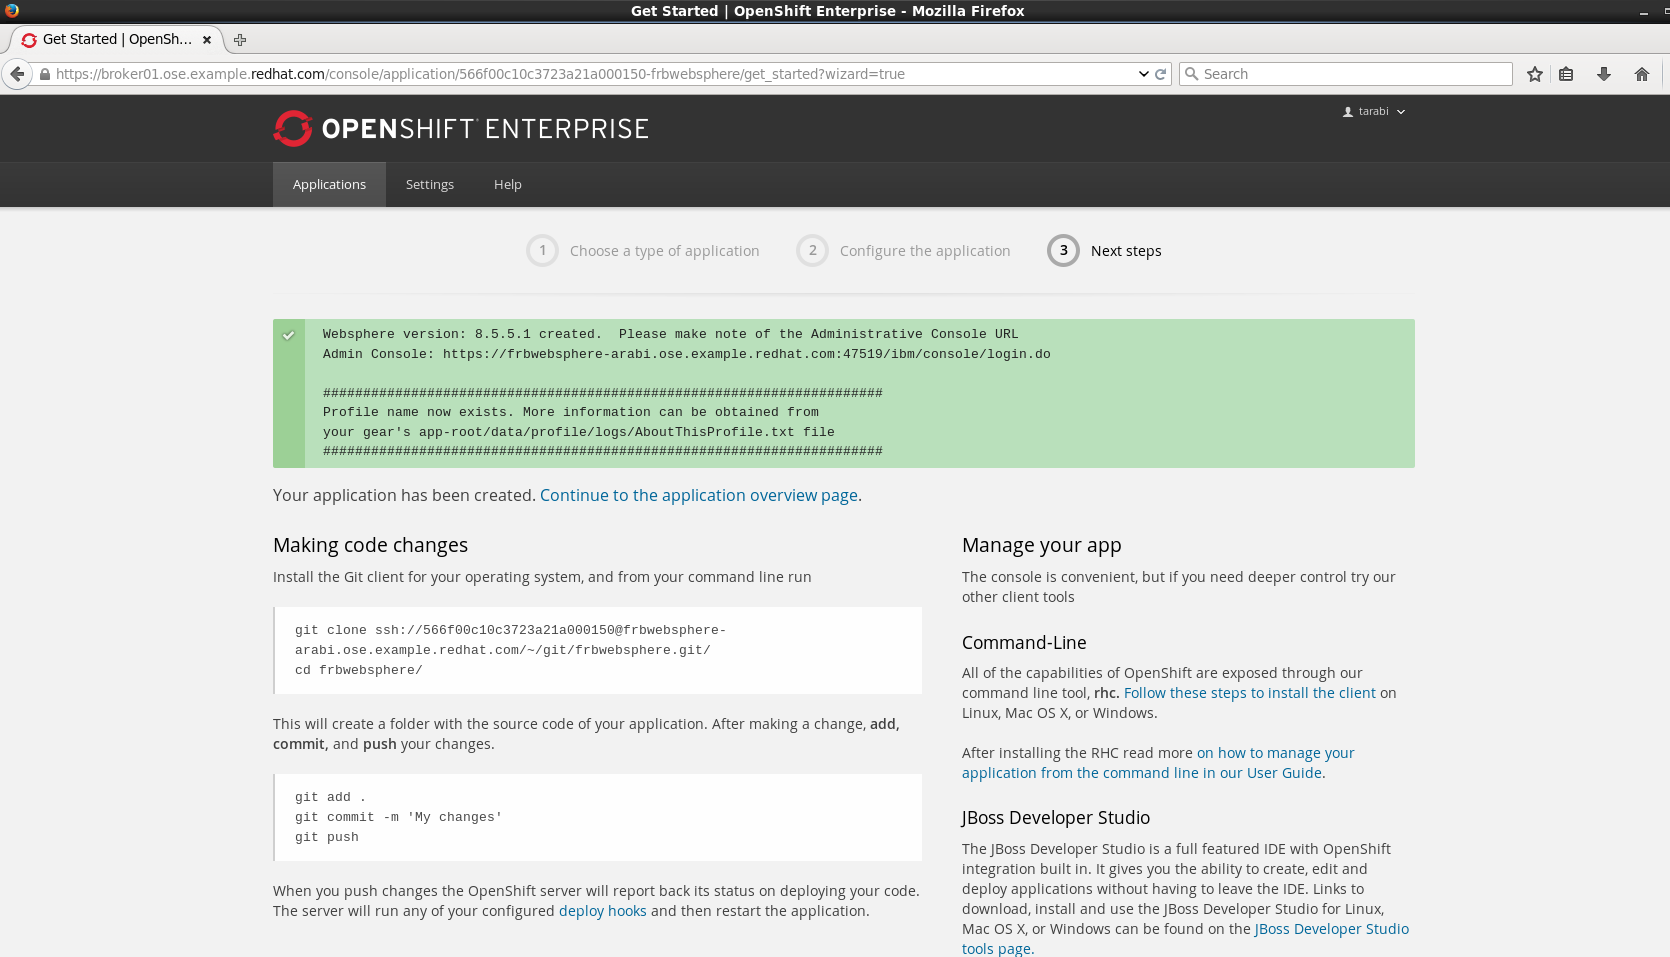 Get Started | OpenShift Enterprise - Mozilla Firefox
Get Started | OpenSh...
https://broker01.ose.example.redhat.com/console/application/566f00c10c3723a21a000150-frbwebsphere/get_started?wizard=true
Search
OPENSHIFT ENTERPRISE
tarabi
Applications
Settings
Help
1 Choose a type of application
2 Configure the application
3 Next steps
Websphere version: 8.5.5.1 created.  Please make note of the Administrative Console URL
Admin Console: https://frbwebsphere-arabi.ose.example.redhat.com:47519/ibm/console/login.do
######################################################################
Profile name now exists. More information can be obtained from
your gear's app-root/data/profile/logs/AboutThisProfile.txt file
######################################################################
Your application has been created. Continue to the application overview page.
Making code changes
Install the Git client for your operating system, and from your command line run
git clone ssh://566f00c10c3723a21a000150@frbwebsphere-
arabi.ose.example.redhat.com/~/git/frbwebsphere.git/
cd frbwebsphere/
This will create a folder with the source code of your application. After making a change, add,
commit, and push your changes.
git add .
git commit -m 'My changes'
git push
When you push changes the OpenShift server will report back its status on deploying your code.
The server will run any of your configured deploy hooks and then restart the application.
Manage your app
The console is convenient, but if you need deeper control try our
other client tools
Command-Line
All of the capabilities of OpenShift are exposed through our
command line tool, rhc. Follow these steps to install the client on
Linux, Mac OS X, or Windows.
After installing the RHC read more on how to manage your
application from the command line in our User Guide.
JBoss Developer Studio
The JBoss Developer Studio is a full featured IDE with OpenShift
integration built in. It gives you the ability to create, edit and
deploy applications without having to leave the IDE. Links to
download, install and use the JBoss Developer Studio for Linux,
Mac OS X, or Windows can be found on the JBoss Developer Studio
tools page.